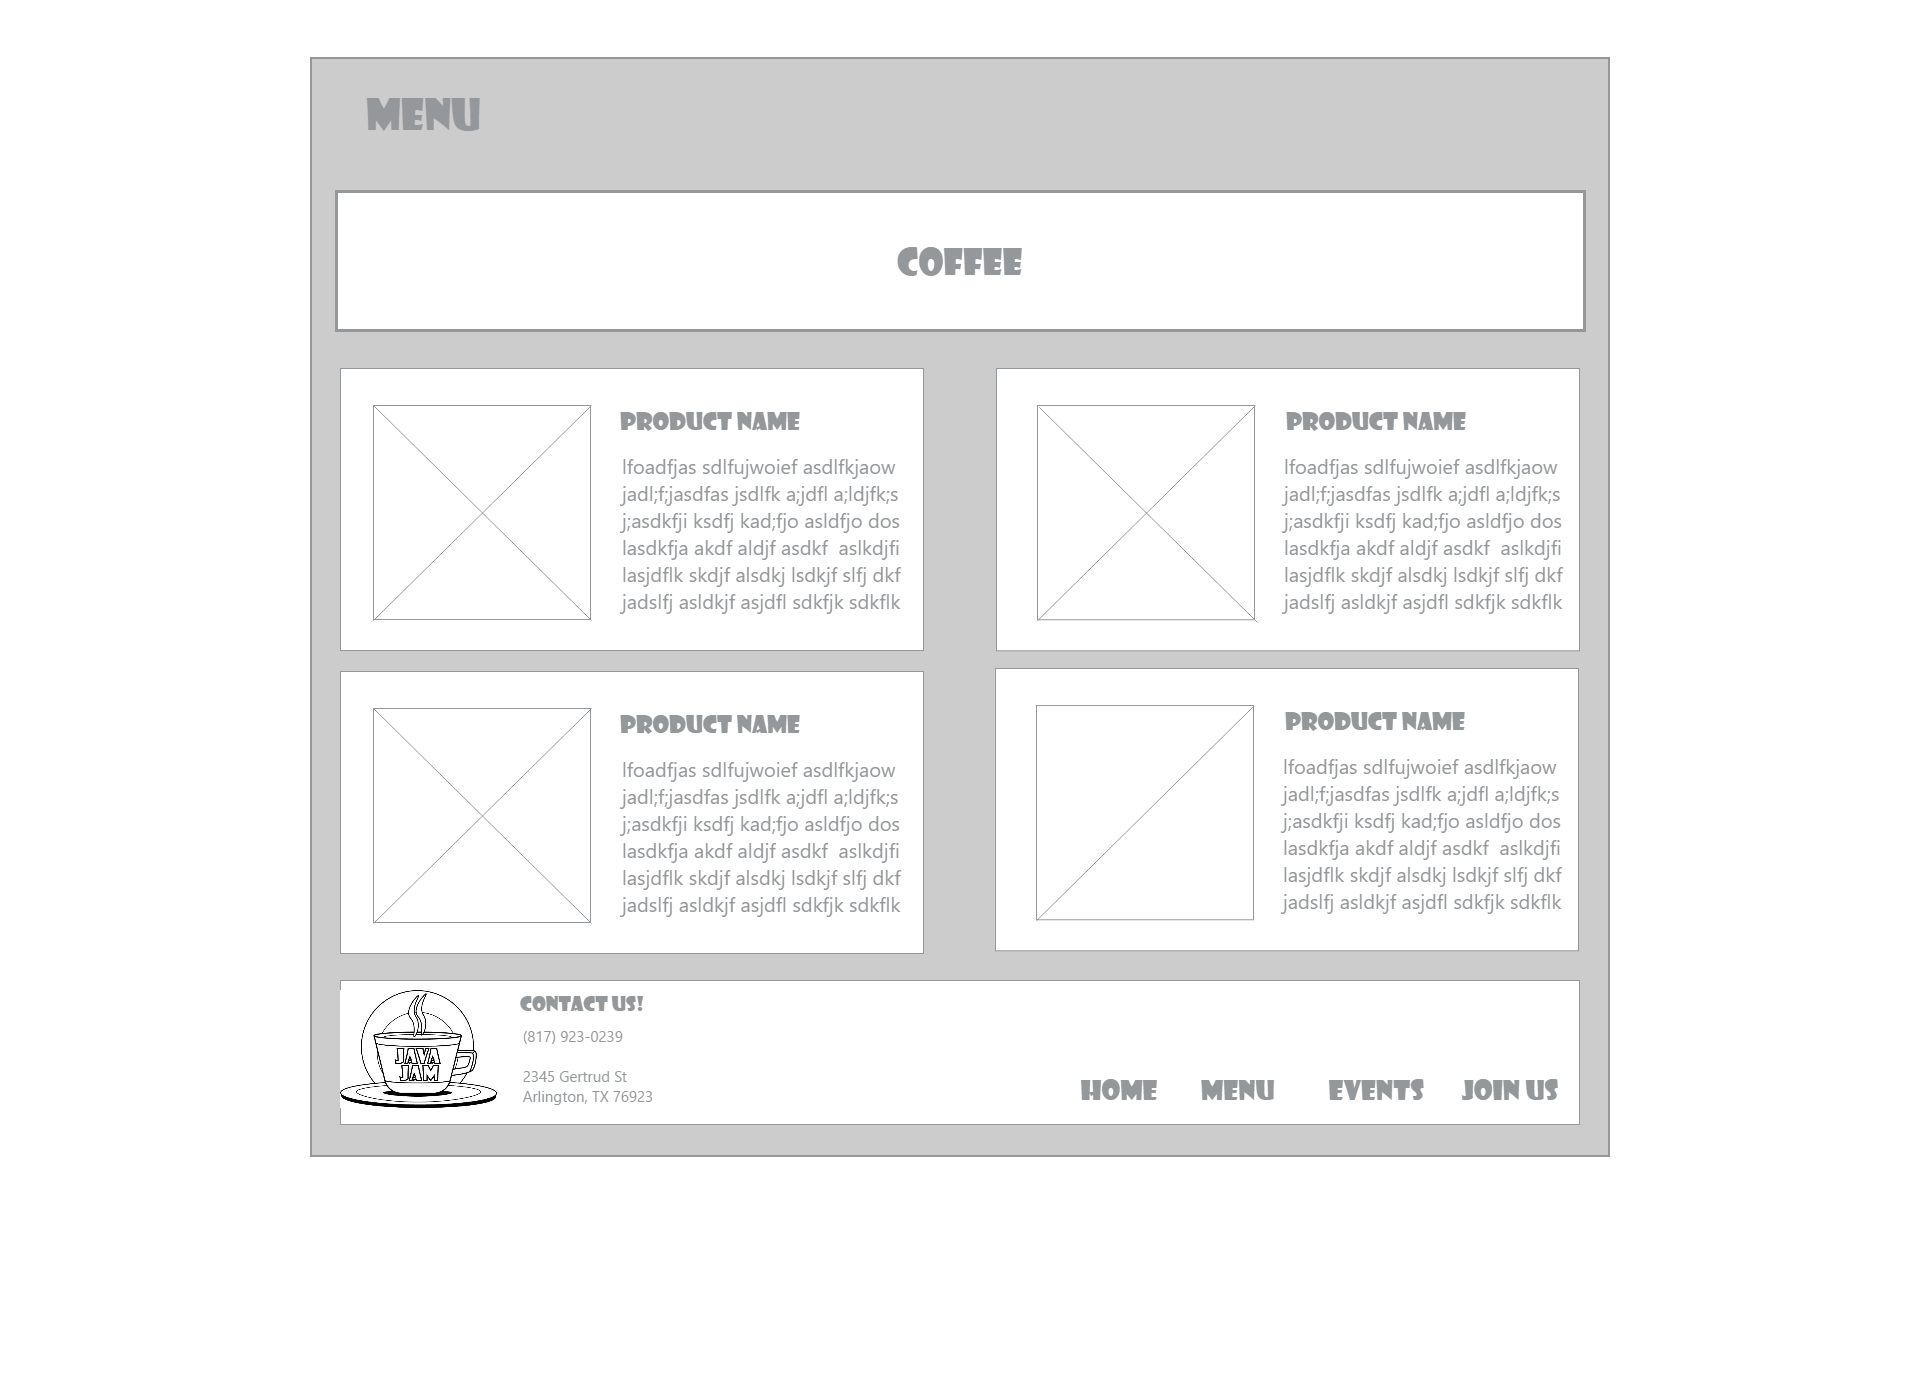 MENU
COFFEE
PRODUCT NAME
lfoadfjas sdlfujwoief asdlfkjaow
jadl;f;jasdfas jsdlfk a;jdfl a;ldjfk;s
j;asdkfji ksdfj kad;fjo asldfjo dos
lasdkfja akdf aldjf asdkf  aslkdjfi
lasjdflk skdjf alsdkj lsdkjf slfj dkf
jadslfj asldkjf asjdfl sdkfjk sdkflk
PRODUCT NAME
lfoadfjas sdlfujwoief asdlfkjaow
jadl;f;jasdfas jsdlfk a;jdfl a;ldjfk;s
j;asdkfji ksdfj kad;fjo asldfjo dos
lasdkfja akdf aldjf asdkf  aslkdjfi
lasjdflk skdjf alsdkj lsdkjf slfj dkf
jadslfj asldkjf asjdfl sdkfjk sdkflk
PRODUCT NAME
lfoadfjas sdlfujwoief asdlfkjaow
jadl;f;jasdfas jsdlfk a;jdfl a;ldjfk;s
j;asdkfji ksdfj kad;fjo asldfjo dos
lasdkfja akdf aldjf asdkf  aslkdjfi
lasjdflk skdjf alsdkj lsdkjf slfj dkf
jadslfj asldkjf asjdfl sdkfjk sdkflk
PRODUCT NAME
lfoadfjas sdlfujwoief asdlfkjaow
jadl;f;jasdfas jsdlfk a;jdfl a;ldjfk;s
j;asdkfji ksdfj kad;fjo asldfjo dos
lasdkfja akdf aldjf asdkf  aslkdjfi
lasjdflk skdjf alsdkj lsdkjf slfj dkf
jadslfj asldkjf asjdfl sdkfjk sdkflk
JAVA
JAM
CONTACT US!
(817) 923-0239
2345 Gertrud St
Arlington, TX 76923
HOME MENU EVENTS JOIN US